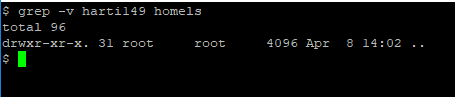 $ grep -v hartil49 homels
total 96
drwxr-xr-x. 31 root     root     4096 Apr  8 14:02 ..
$